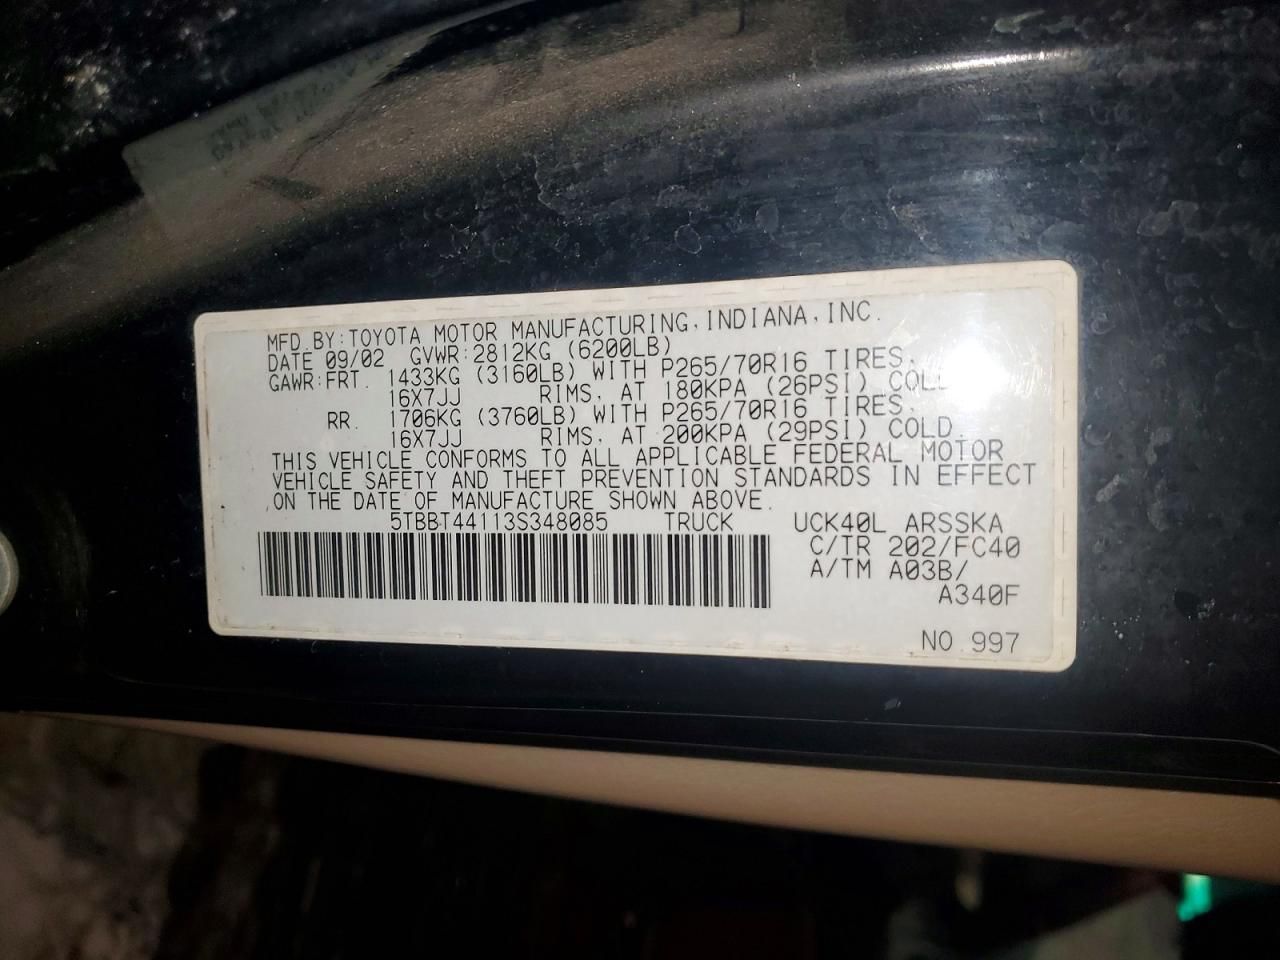 MFD. BY: TOYOTA MOTOR MANUFACTURING, INDIANA, INC.
DATE 09/02 GVWR: 2812KG (6200LB)
GAWR: FRT. 1433KG (3160LB) WITH P265/70R16 TIRES,
16X7JJ RIMS, AT 180KPA (26PSI) COLD
RR. 1706KG (3760LB) WITH P265/70R16 TIRES,
16X7JJ RIMS, AT 200KPA (29PSI) COLD.
THIS VEHICLE CONFORMS TO ALL APPLICABLE FEDERAL MOTOR
VEHICLE SAFETY AND THEFT PREVENTION STANDARDS IN EFFECT
ON THE DATE OF MANUFACTURE SHOWN ABOVE.
5TBBT44113S348085 TRUCK UCK40L ARSSKA
C/TR 202/FC40
A/TM A03B/
A340F
NO. 997